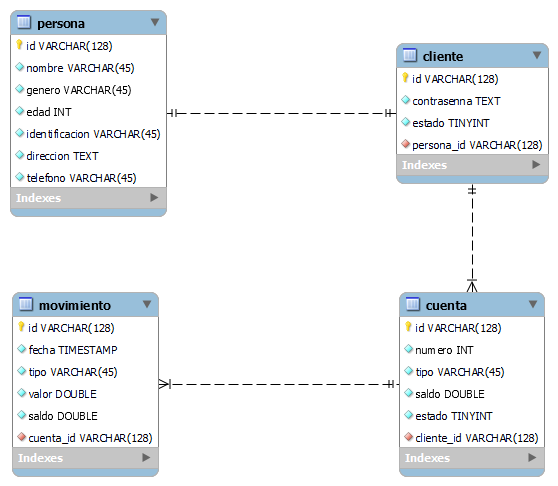 persona
id VARCHAR(128)
nombre VARCHAR(45)
genero VARCHAR(45)
edad INT
identificacion VARCHAR(45)
direccion TEXT
telefono VARCHAR(45)
Indexes
cliente
id VARCHAR(128)
contrasenna TEXT
estado TINYINT
persona_id VARCHAR(128)
Indexes
movimiento
id VARCHAR(128)
fecha TIMESTAMP
tipo VARCHAR(45)
valor DOUBLE
saldo DOUBLE
cuenta_id VARCHAR(128)
Indexes
cuenta
id VARCHAR(128)
numero INT
tipo VARCHAR(45)
saldo DOUBLE
estado TINYINT
cliente_id VARCHAR(128)
Indexes